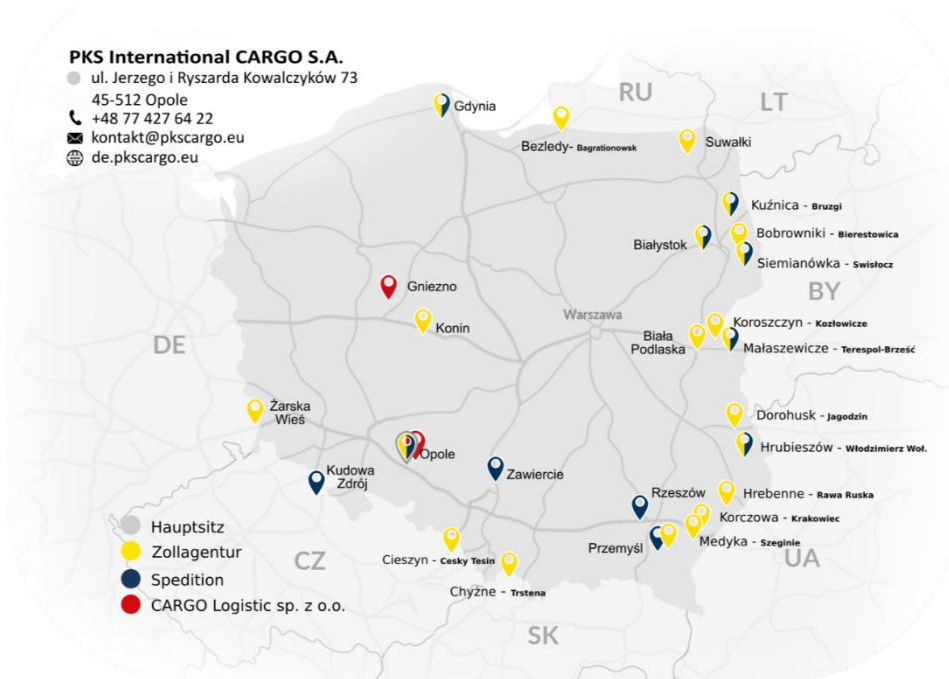 PKS International CARGO S.A.
ul. Jerzego i Ryszarda Kowalczyków 73
45-512 Opole
+48 77 427 64 22
kontakt@pkscargo.eu
de.pkscargo.eu
RU
LT
Gdynia
Bezledy- Bagrationowsk
Suwałki
Kuźnica - Bruzgi
Bobrowniki - Bierestowica
Białystok
Siemianówka - Swisłocz
BY
Gniezno
Konin
Warszawa
Koroszczyn - Kozłowicze
Biała
Podlaska
Małaszewicze - Terespol-Brześć
DE
Żarska
Wieś
Dorohusk - Jagodzin
Hrubieszów - Włodzimierz Woł.
Opole
Kudowa
Zdrój
Zawiercie
Rzeszów
Hrebenne - Rawa Ruska
Korczowa - Krakowiec
Przemyśl
Medyka - Szeginie
UA
CZ
Cieszyn - Cesky Tesin
Chyżne - Trstena
SK
Hauptsitz
Zollagentur
Spedition
CARGO Logistic sp. z o.o.